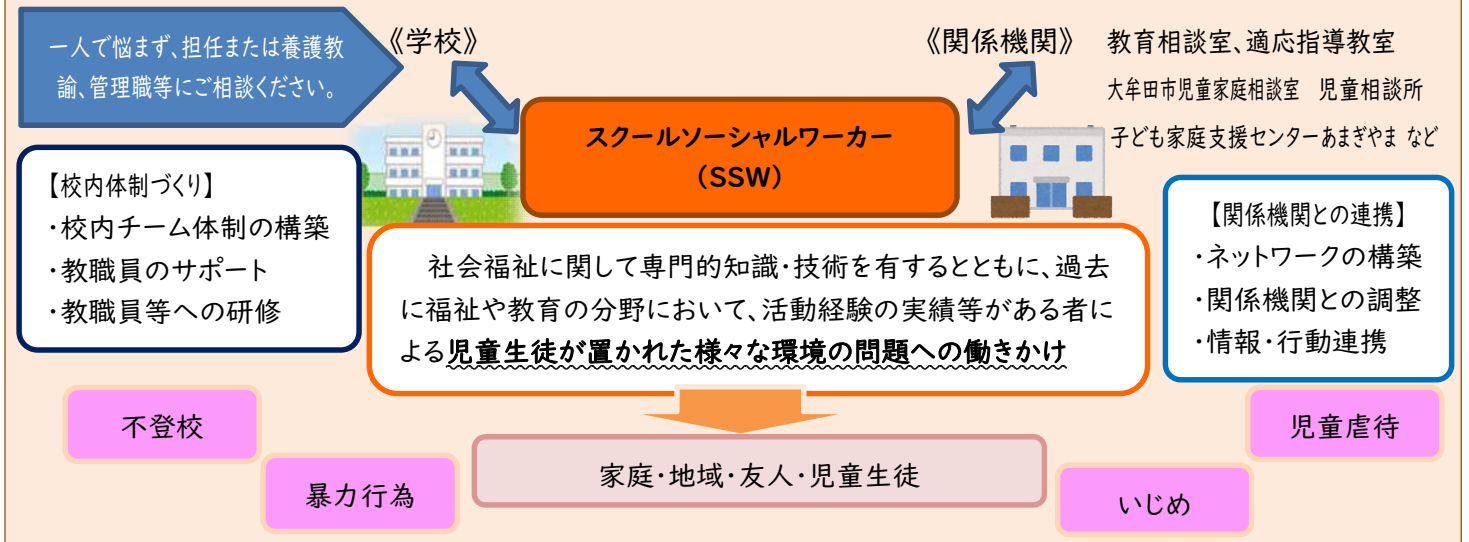 一人で悩まず、担任または養護教
諭、管理職等にご相談ください。
《学校》
《関係機関》 教育相談室、適応指導教室
大牟田市児童家庭相談室 児童相談所
子ども家庭支援センターあまぎやま など
スクールソーシャルワーカー
(SSW)
【校内体制づくり】
・校内チーム体制の構築
・教職員のサポート
・教職員等への研修
社会福祉に関して専門的知識・技術を有するとともに、過去
に福祉や教育の分野において、活動経験の実績等がある者に
よる児童生徒が置かれた様々な環境の問題への働きかけ
【関係機関との連携】
・ネットワークの構築
・関係機関との調整
・情報・行動連携
不登校
暴力行為
家庭・地域・友人・児童生徒
いじめ
児童虐待